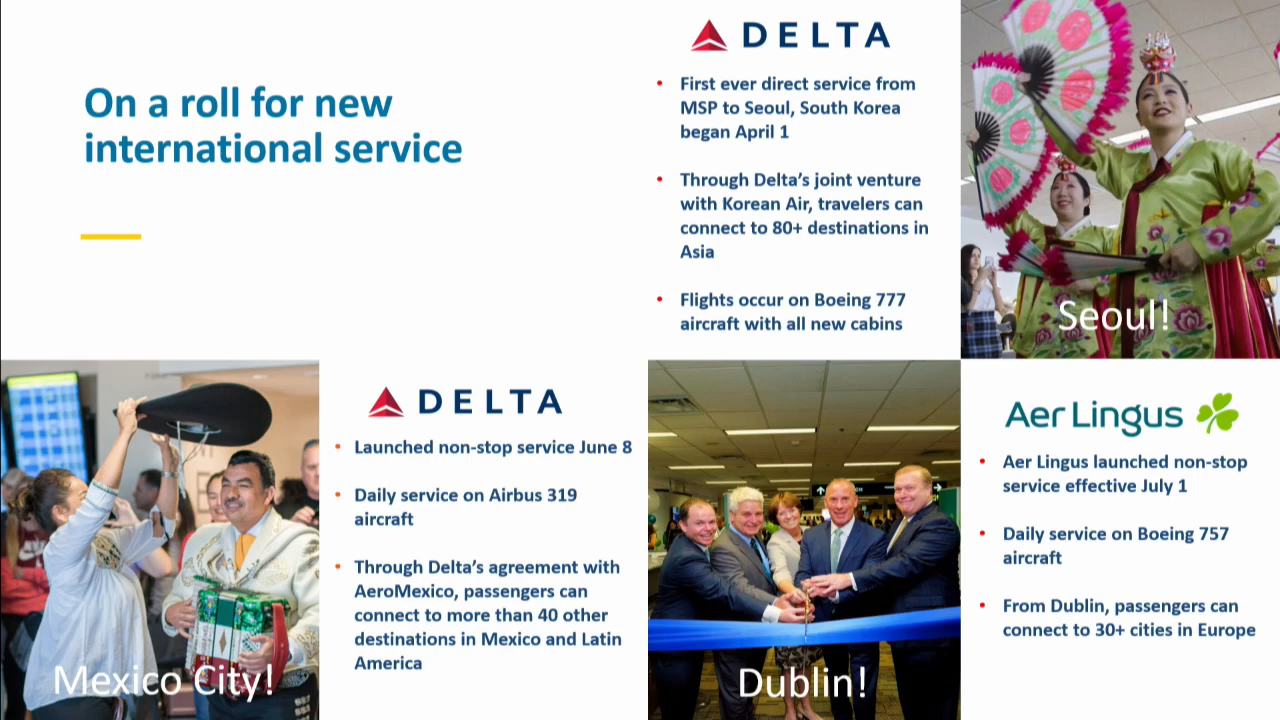 On a roll for new
international service
DELTA
• First ever direct service from
MSP to Seoul, South Korea
began April 1
• Through Delta's joint venture
with Korean Air, travelers can
connect to 80+ destinations in
Asia
• Flights occur on Boeing 777
aircraft with all new cabins
Seoul!
Mexico City!
DELTA
• Launched non-stop service June 8
• Daily service on Airbus 319
aircraft
• Through Delta's agreement with
AeroMexico, passengers can
connect to more than 40 other
destinations in Mexico and Latin
America
Dublin!
Aer Lingus
• Aer Lingus launched non-stop
service effective July 1
• Daily service on Boeing 757
aircraft
• From Dublin, passengers can
connect to 30+ cities in Europe